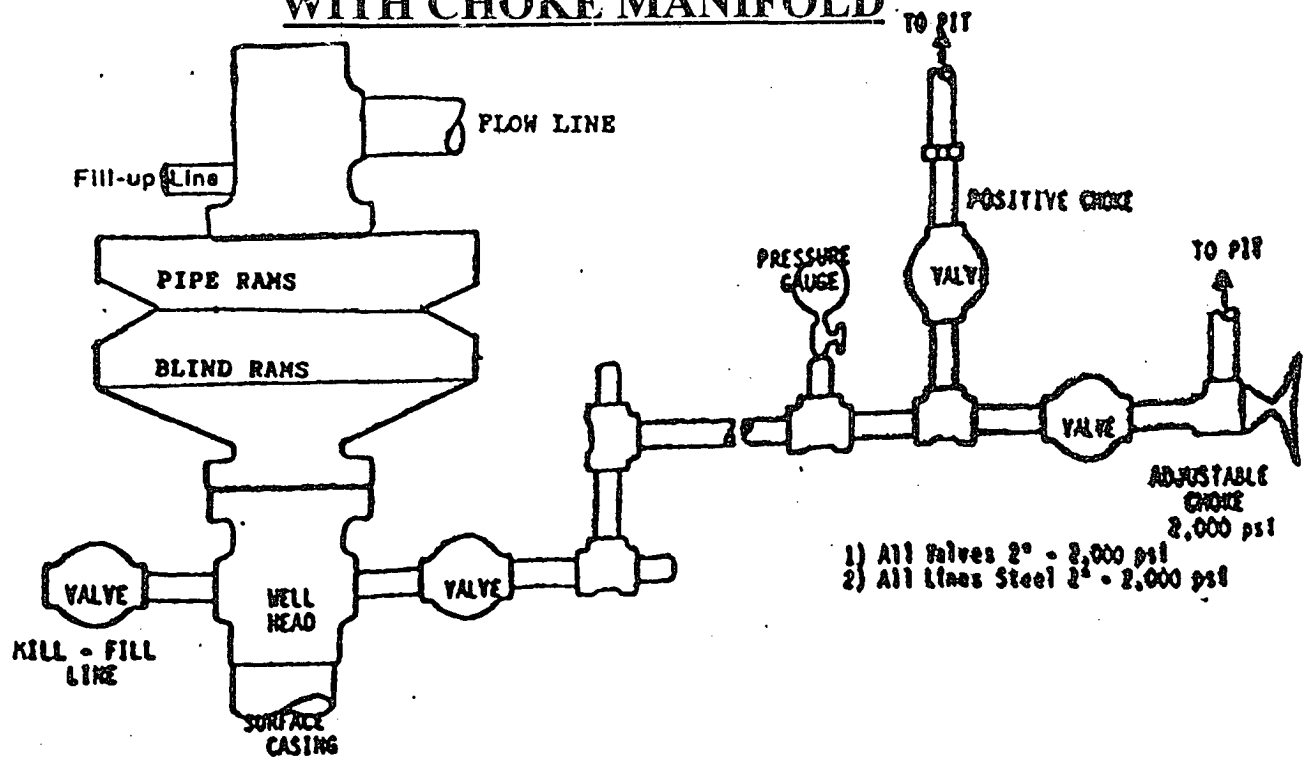 WITH CHOKE MANIFOLD
TO PIT
FLOW LINE
Fill-up Line
POSITIVE CHOKE
PIPE RAMS
PRESSURE
GAUGE
VALV
TO PIT
BLIND RAMS
VALVE
ADJUSTABLE
CHOKE
2,000 psi
1) All Valves 2" - 2,000 psi
2) All Lines Steel 2" - 2,000 psi
VALVE
WELL
HEAD
VALVE
KILL - FILL
LINE
SURFACE
CASING